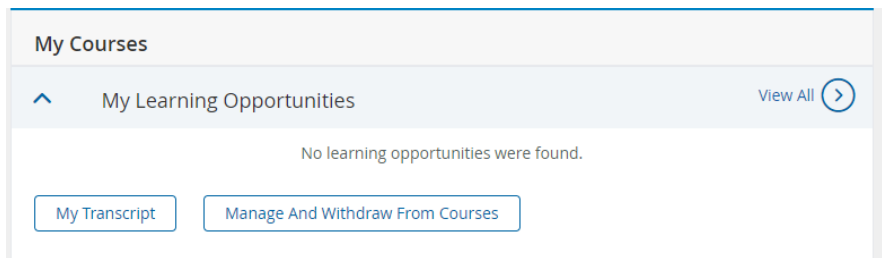 My Courses
My Learning Opportunities
View All
No learning opportunities were found.
My Transcript
Manage And Withdraw From Courses